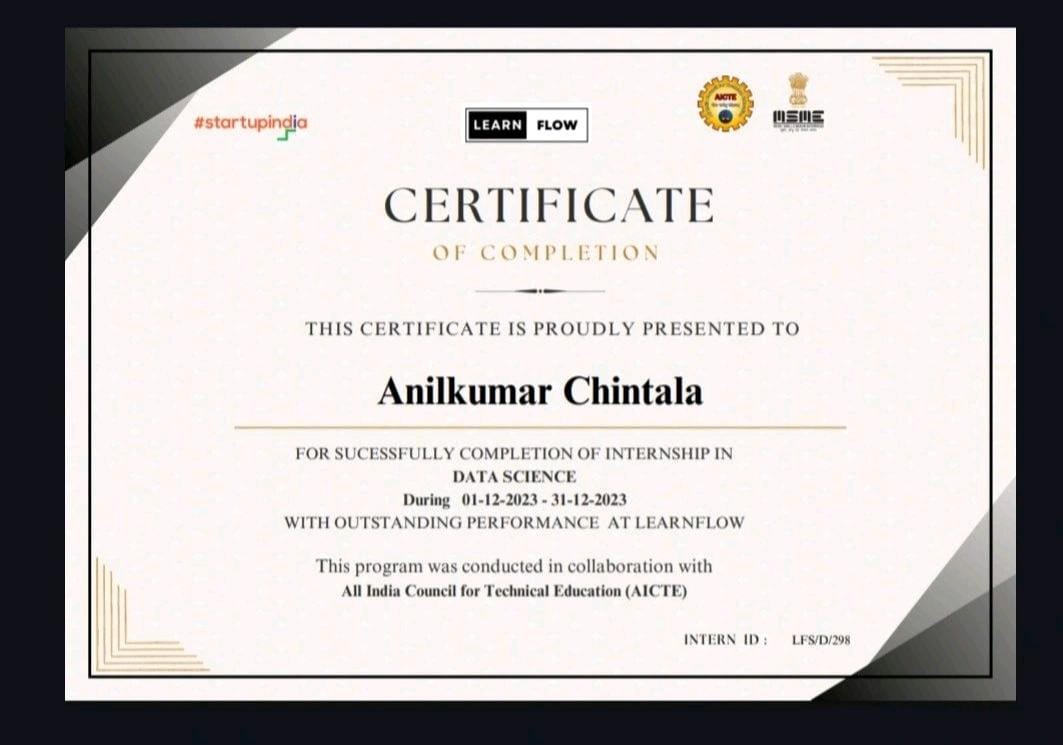 #startupindia
LEARN FLOW
AICTE
MSME
CERTIFICATE
OF COMPLETION
THIS CERTIFICATE IS PROUDLY PRESENTED TO
Anilkumar Chintala
FOR SUCESSFULLY COMPLETION OF INTERNSHIP IN
DATA SCIENCE
During 01-12-2023 - 31-12-2023
WITH OUTSTANDING PERFORMANCE AT LEARNFLOW
This program was conducted in collaboration with
All India Council for Technical Education (AICTE)
INTERN ID : LFS/D/298